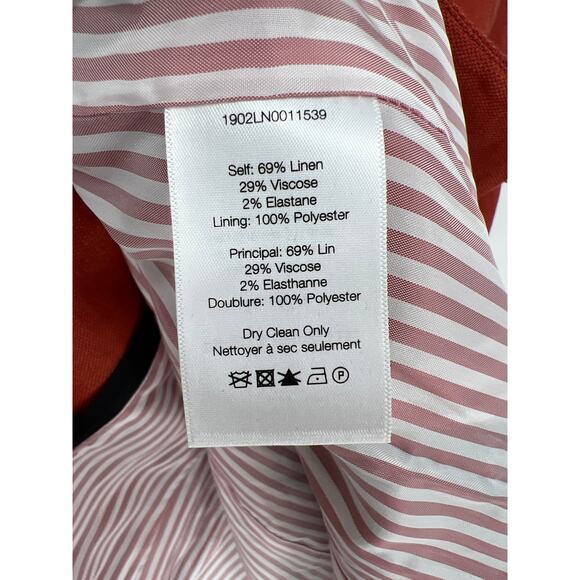 1902LN0011539
Self: 69% Linen
29% Viscose
2% Elastane
Lining: 100% Polyester
Principal: 69% Lin
29% Viscose
2% Elasthanne
Doublure: 100% Polyester
Dry Clean Only
Nettoyer à sec seulement
P